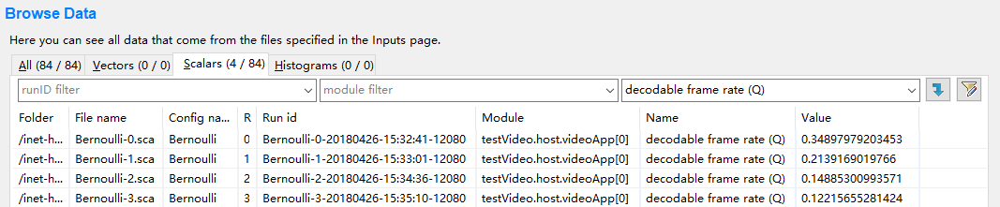 Browse Data
Here you can see all data that come from the files specified in the Inputs page.
All (84 / 84) Vectors (0 / 0) Scalars (4 / 84) Histograms (0 / 0)
runID filter module filter decodable frame rate (Q)
Folder File name Config na... R Run id Module Name Value
/inet-h... Bernoulli-0.sca Bernoulli 0 Bernoulli-0-20180426-15:32:41-12080 testVideo.host.videoApp[0] decodable frame rate (Q) 0.34897979203453
/inet-h... Bernoulli-1.sca Bernoulli 1 Bernoulli-1-20180426-15:33:01-12080 testVideo.host.videoApp[0] decodable frame rate (Q) 0.2139169019766
/inet-h... Bernoulli-2.sca Bernoulli 2 Bernoulli-2-20180426-15:34:36-12080 testVideo.host.videoApp[0] decodable frame rate (Q) 0.14885300993571
/inet-h... Bernoulli-3.sca Bernoulli 3 Bernoulli-3-20180426-15:35:10-12080 testVideo.host.videoApp[0] decodable frame rate (Q) 0.12215655281424